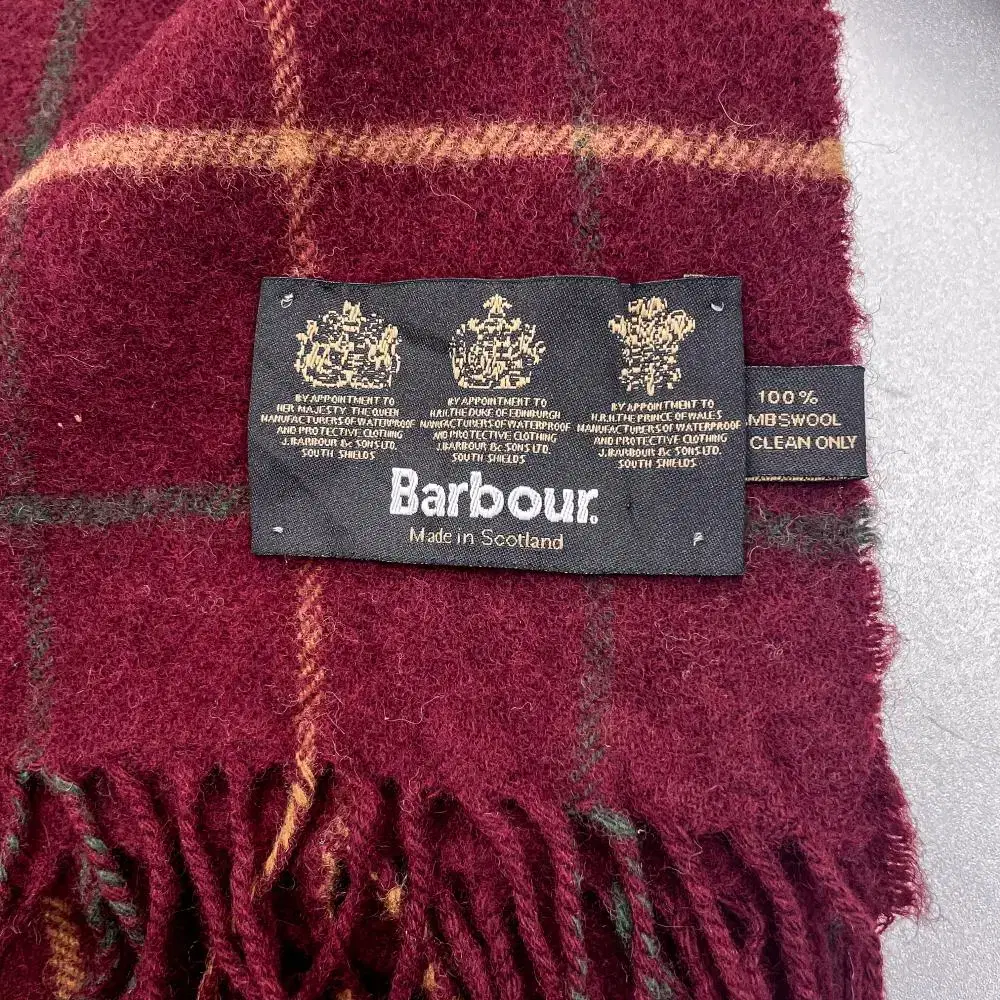 BY APPOINTMENT TO
HER MAJESTY THE QUEEN
MANUFACTURERS OF WATERPROOF
AND PROTECTIVE CLOTHING
J.BARBOUR & SONS LTD.
SOUTH SHIELDS
BY APPOINTMENT TO
H.R.H.THE DUKE OF EDINBURGH
MANUFACTURERS OF WATERPROOF
AND PROTECTIVE CLOTHING
J.BARBOUR & SONS LTD.
SOUTH SHIELDS
BY APPOINTMENT TO
H.R.H.THE PRINCE OF WALES
MANUFACTURERS OF WATERPROOF
AND PROTECTIVE CLOTHING
J.BARBOUR & SONS LTD.
SOUTH SHIELDS
Barbour.
Made in Scotland
100%
MBSWOOL
CLEAN ONLY